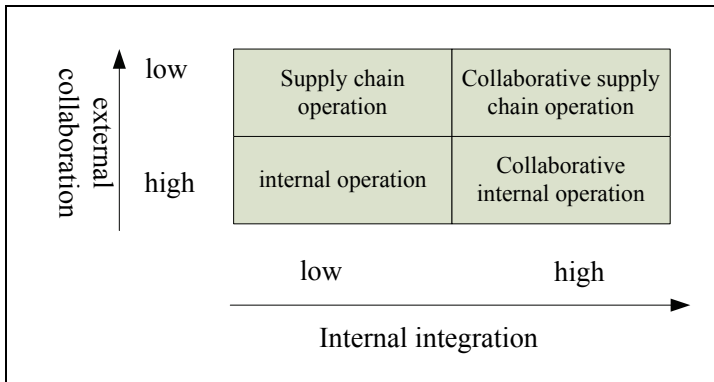 external
collaboration
low
Supply chain
operation
Collaborative supply
chain operation
high
internal operation
Collaborative
internal operation
low
high
Internal integration